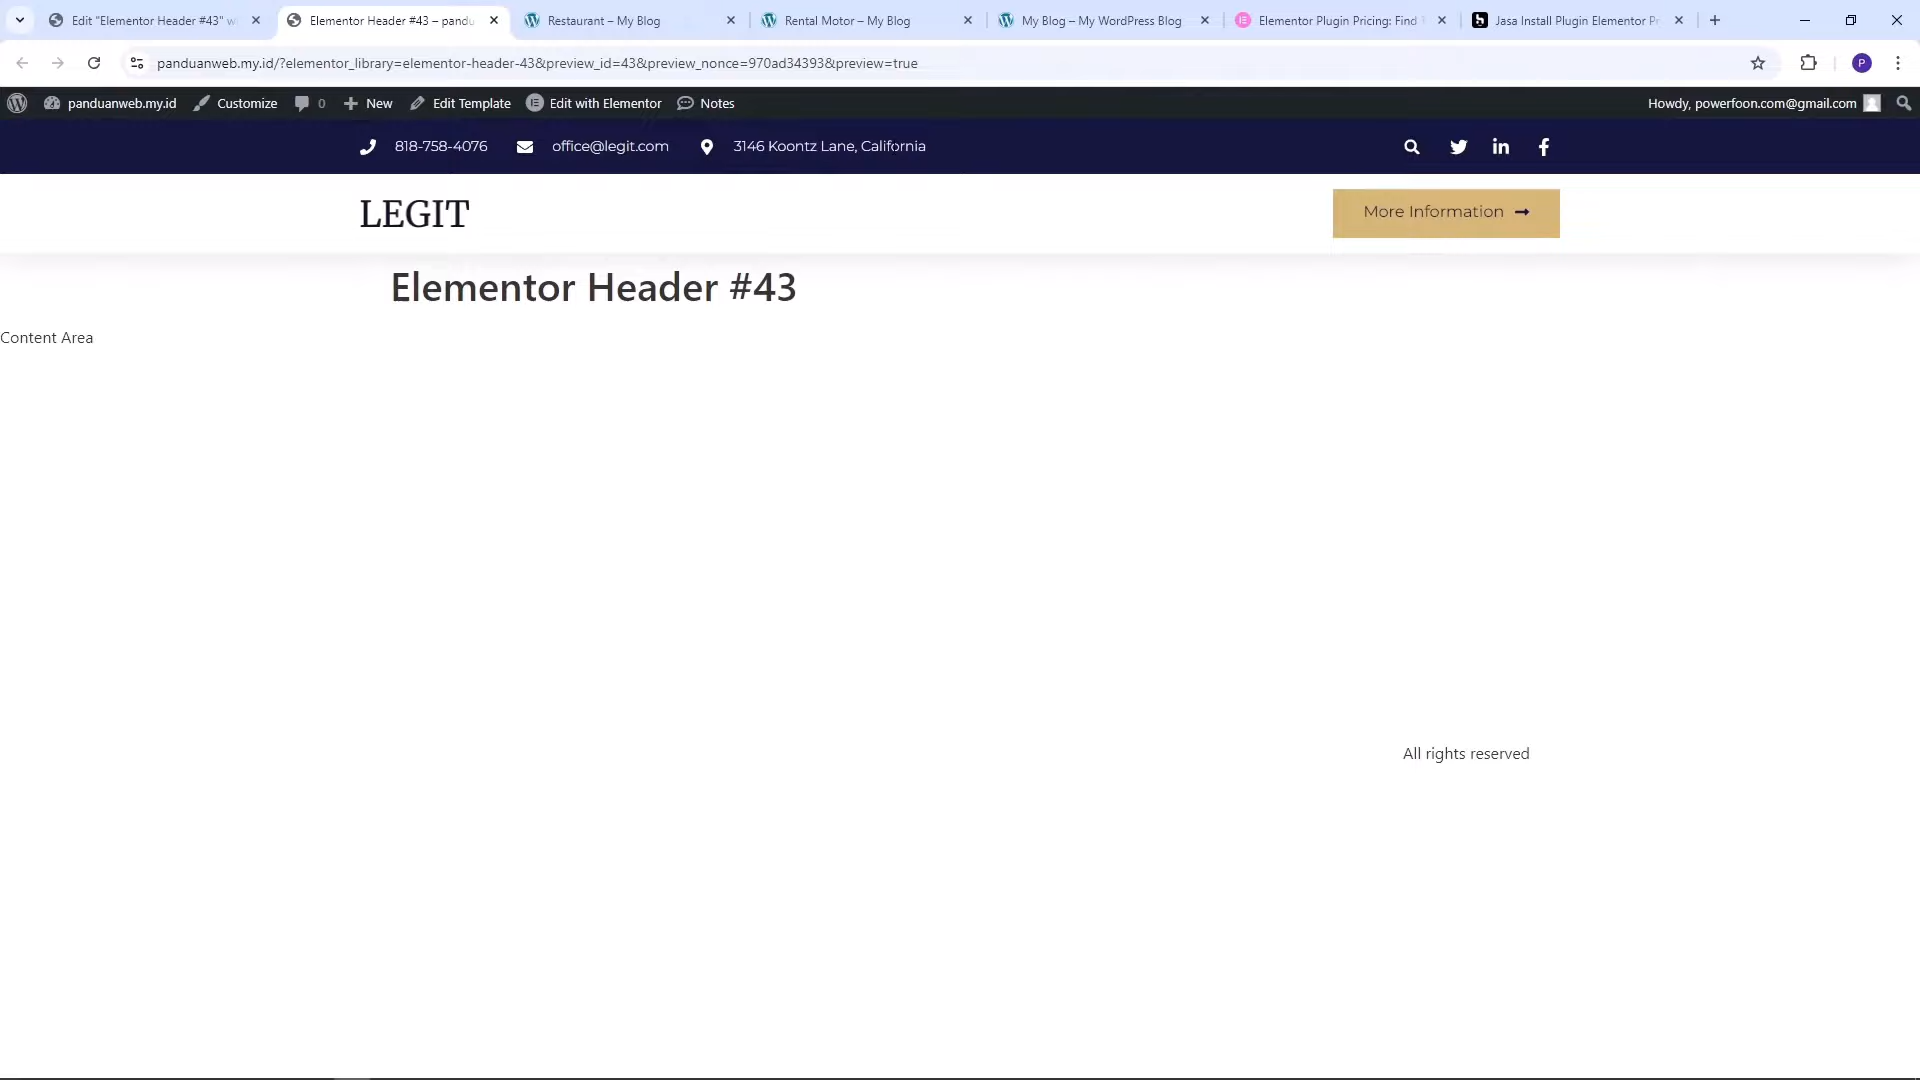 Edit "Elementor Header #43" w
Elementor Header #43 – pandu
Restaurant – My Blog
Rental Motor – My Blog
My Blog – My WordPress Blog
Elementor Plugin Pricing: Find
Jasa Install Plugin Elementor Pr
panduanweb.my.id/?elementor_library=elementor-header-43&preview_id=43&preview_nonce=970ad34393&preview=true
P
panduanweb.my.id
Customize
0
New
Edit Template
Edit with Elementor
Notes
Howdy, powerfoon.com@gmail.com
818-758-4076
office@legit.com
3146 Koontz Lane, California
LEGIT
More Information
Elementor Header #43
Content Area
All rights reserved